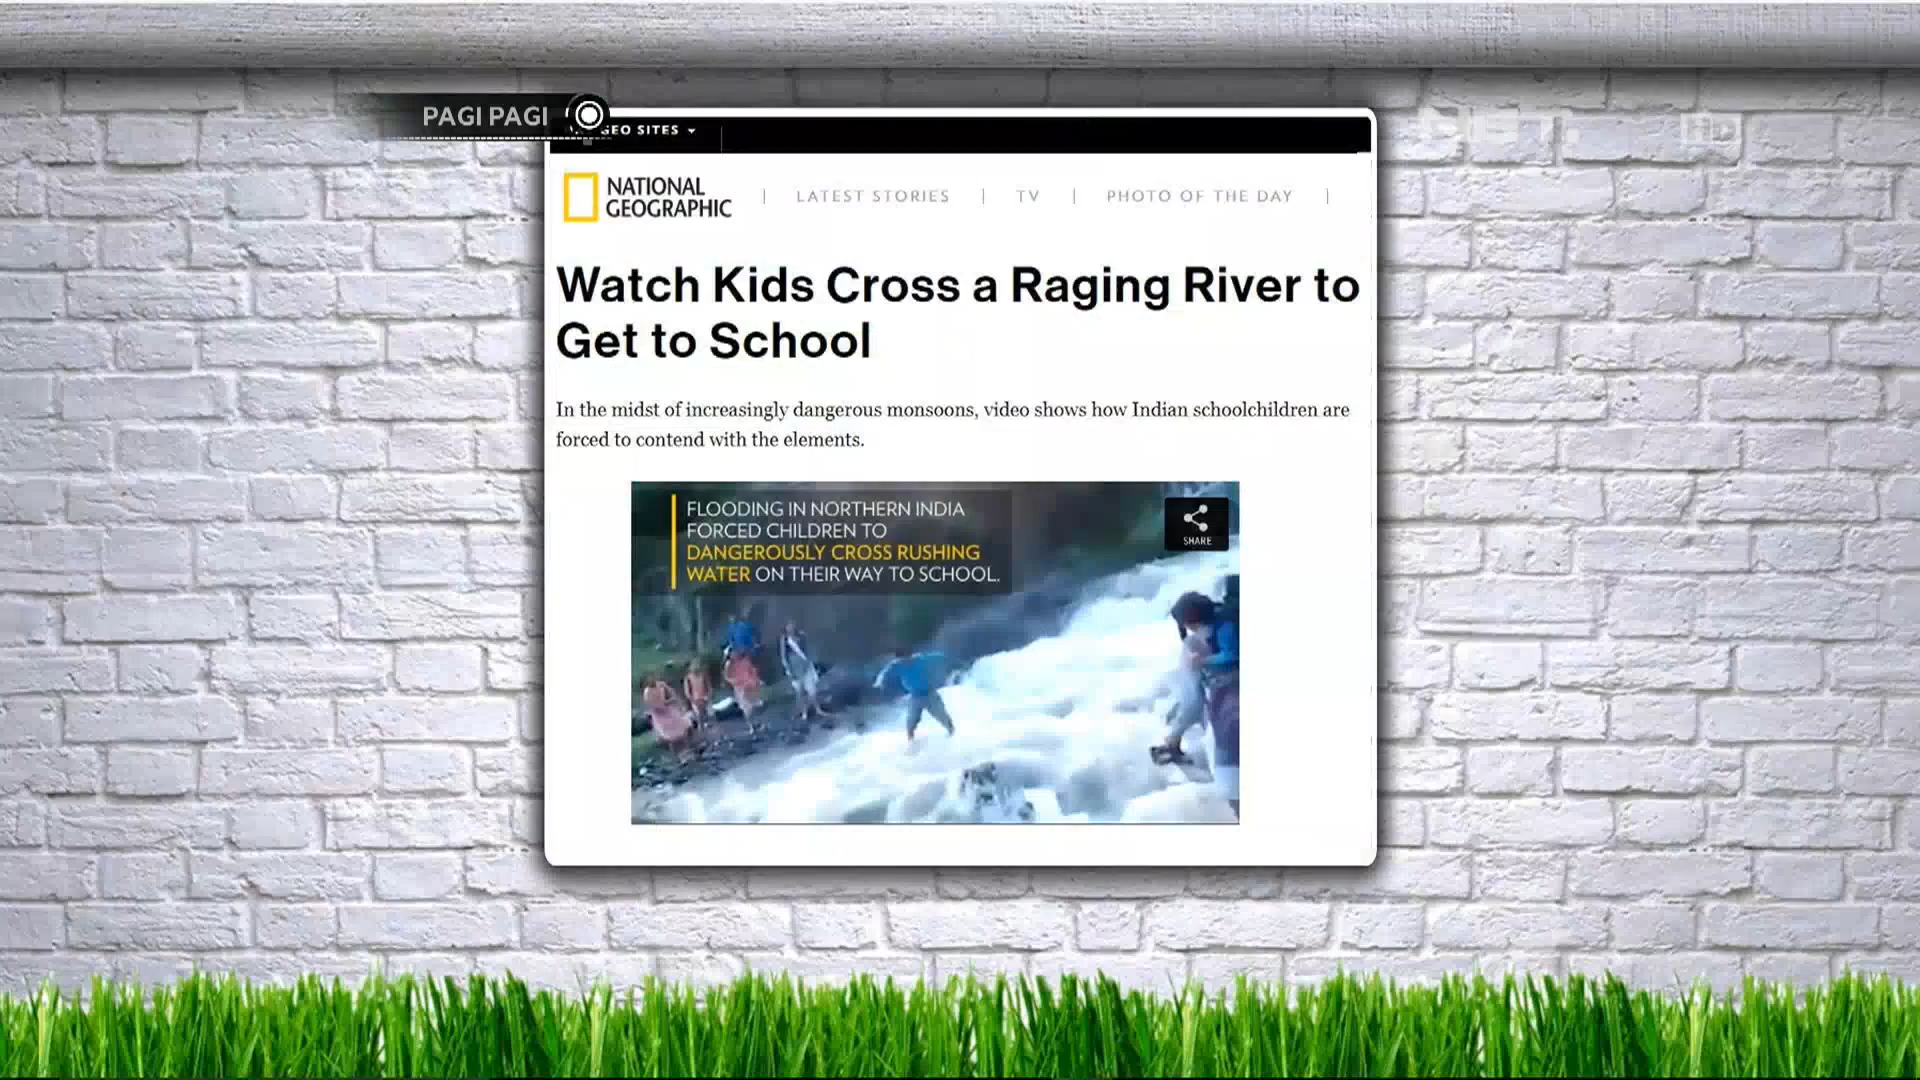 PAGI PAGI
GEO SITES
NET.
HD
NATIONAL
GEOGRAPHIC
LATEST STORIES
TV
PHOTO OF THE DAY
Watch Kids Cross a Raging River to
Get to School
In the midst of increasingly dangerous monsoons, video shows how Indian schoolchildren are
forced to contend with the elements.
FLOODING IN NORTHERN INDIA
FORCED CHILDREN TO
DANGEROUSLY CROSS RUSHING
WATER ON THEIR WAY TO SCHOOL.
SHARE